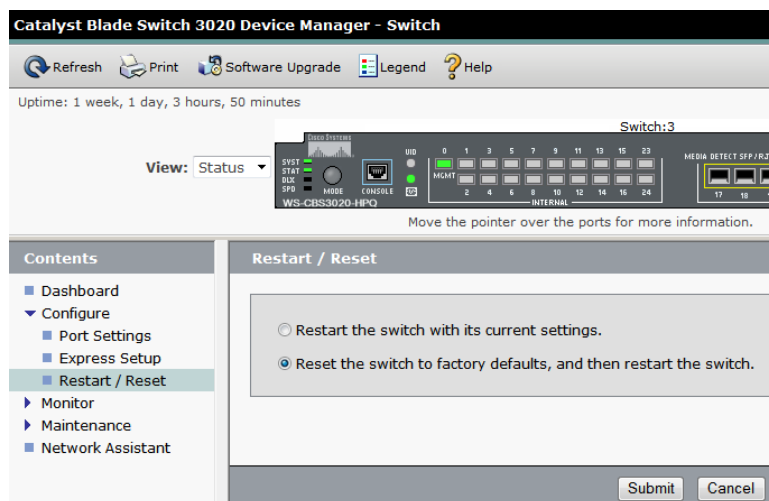 Catalyst Blade Switch 3020 Device Manager - Switch
Refresh Print Software Upgrade Legend Help
Uptime: 1 week, 1 day, 3 hours, 50 minutes
Switch:3
View: Status
CISCO SYSTEMS
UID
0 1 3 5 7 9 11 13 15 23
MEDIA DETECT SFP/RJ
SYST
STAT
DLX
SPD
MODE
CONSOLE
MGMT
2 4 6 8 10 12 14 16 24
17 18
INTERNAL
WS-CBS3020-HPQ
Move the pointer over the ports for more information.
Contents
Restart / Reset
Dashboard
Configure
Port Settings
Express Setup
Restart / Reset
Monitor
Maintenance
Network Assistant
Restart the switch with its current settings.
Reset the switch to factory defaults, and then restart the switch.
Submit Cancel